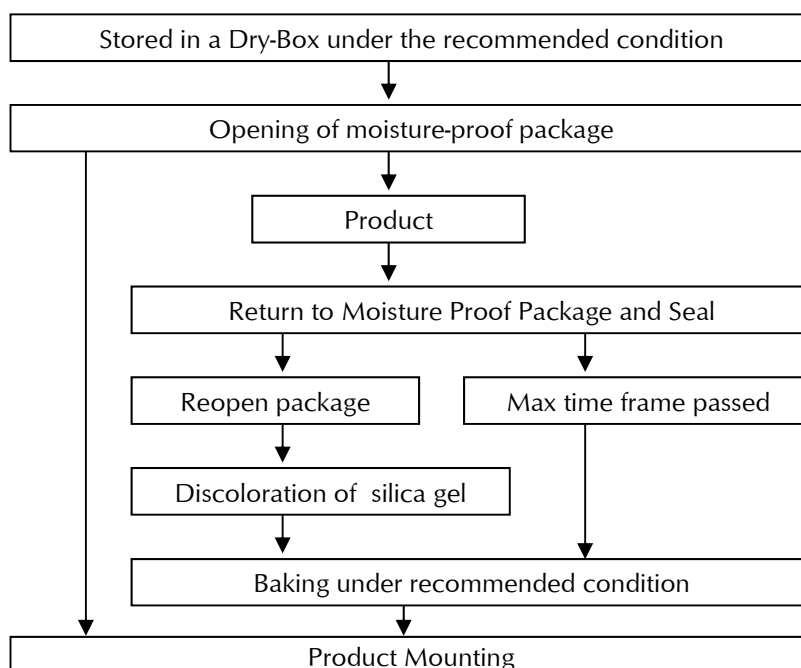 Stored in a Dry-Box under the recommended condition
Opening of moisture-proof package
Product
Return to Moisture Proof Package and Seal
Reopen package
Max time frame passed
Discoloration of silica gel
Baking under recommended condition
Product Mounting